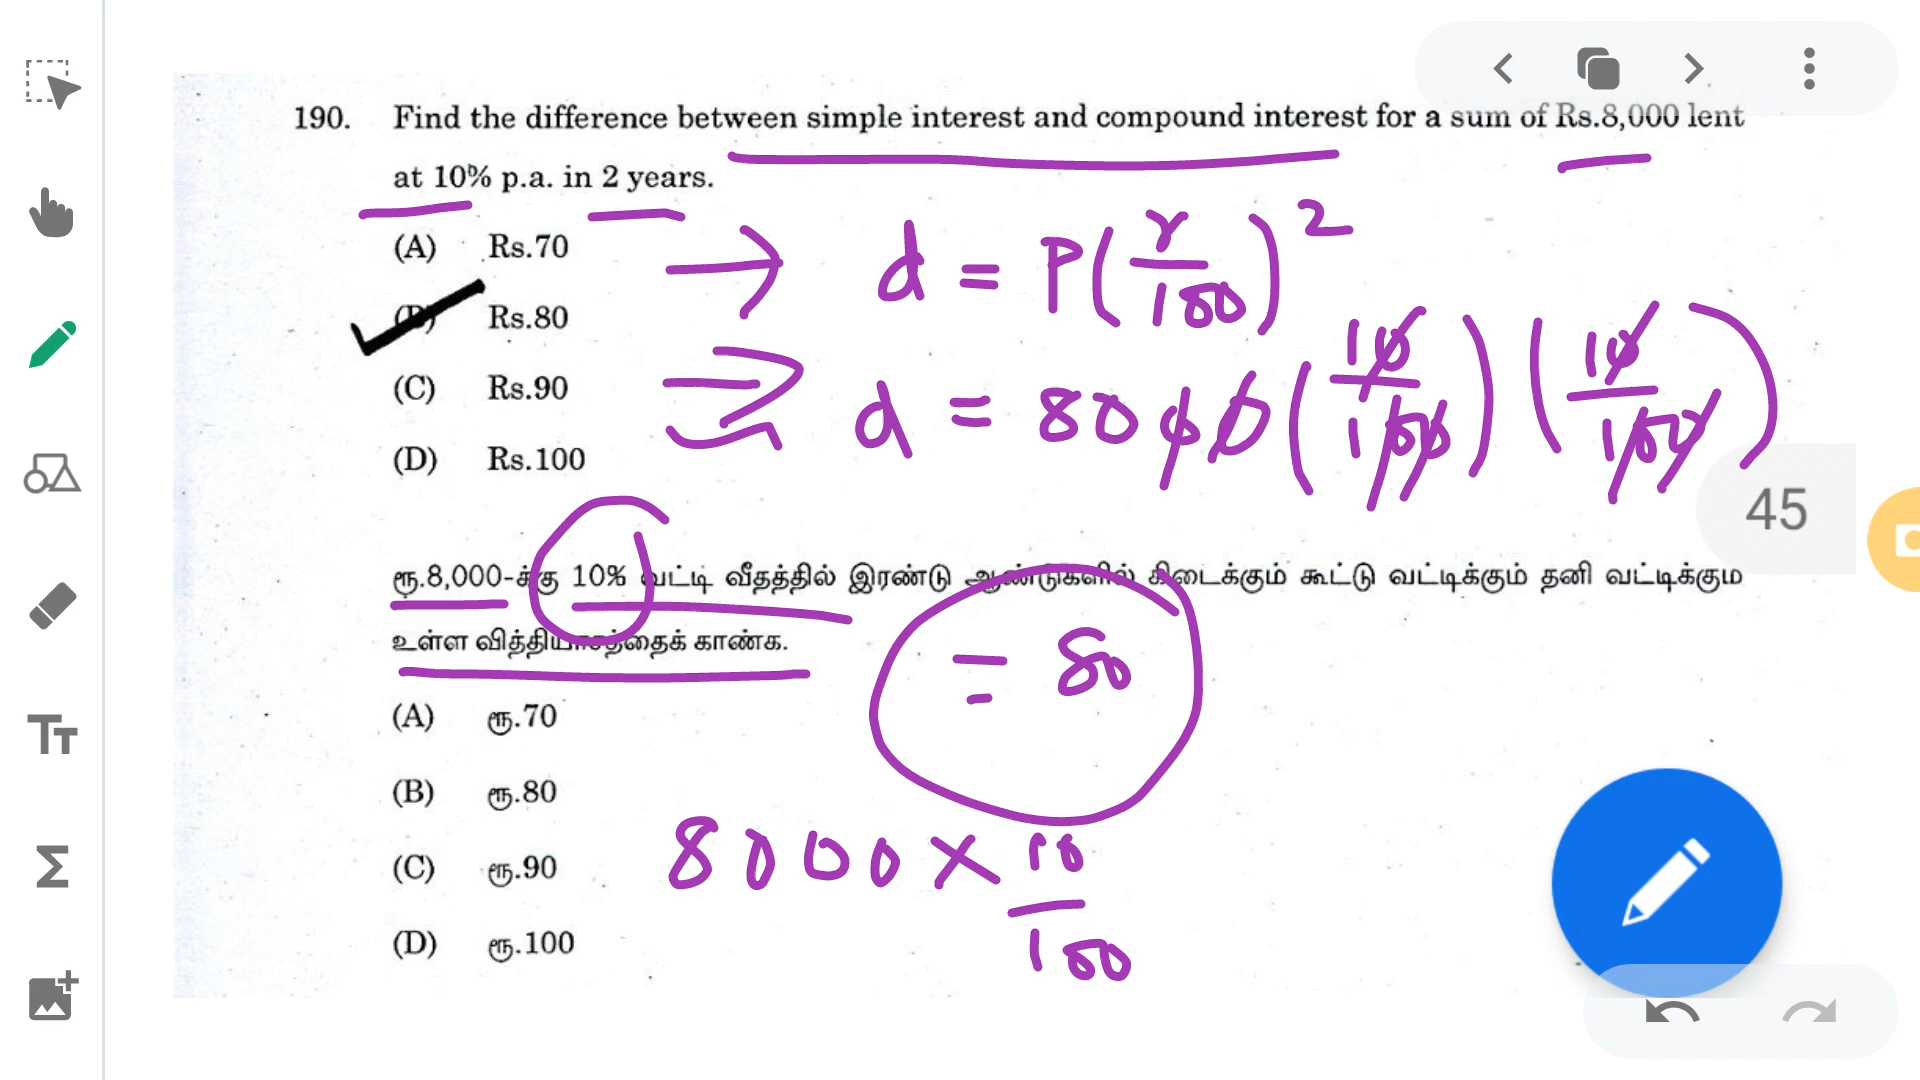 190. Find the difference between simple interest and compound interest for a sum of Rs.8,000 lent
at 10% p.a. in 2 years.
(A) Rs.70
(B) Rs.80
(C) Rs.90
(D) Rs.100
d = P(r/100)²
d = 8000(10/100)(10/100)
45
ரூ.8,000-க்கு 10% வட்டி வீதத்தில் இரண்டு ஆண்டுகளில் கிடைக்கும் கூட்டு வட்டிக்கும் தனி வட்டிக்கும
உள்ள வித்தியாசத்தைக் காண்க.
= 80
(A) ரூ.70
(B) ரூ.80
(C) ரூ.90
(D) ரூ.100
8000 × 10/100
Tт
Σ